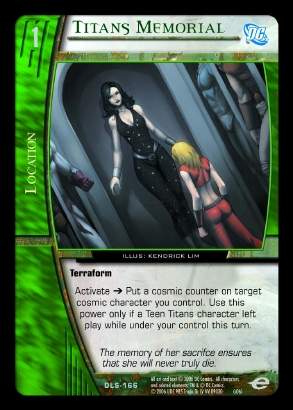 1
TITANS MEMORIAL
DC
LOCATION
ILLUS: KENDRICK LIM
Terraform
Activate ➔ Put a cosmic counter on target
cosmic character you control. Use this
power only if a Teen Titans character left
play while under your control this turn.
The memory of her sacrifice ensures
that she will never truly die.
DLS-166